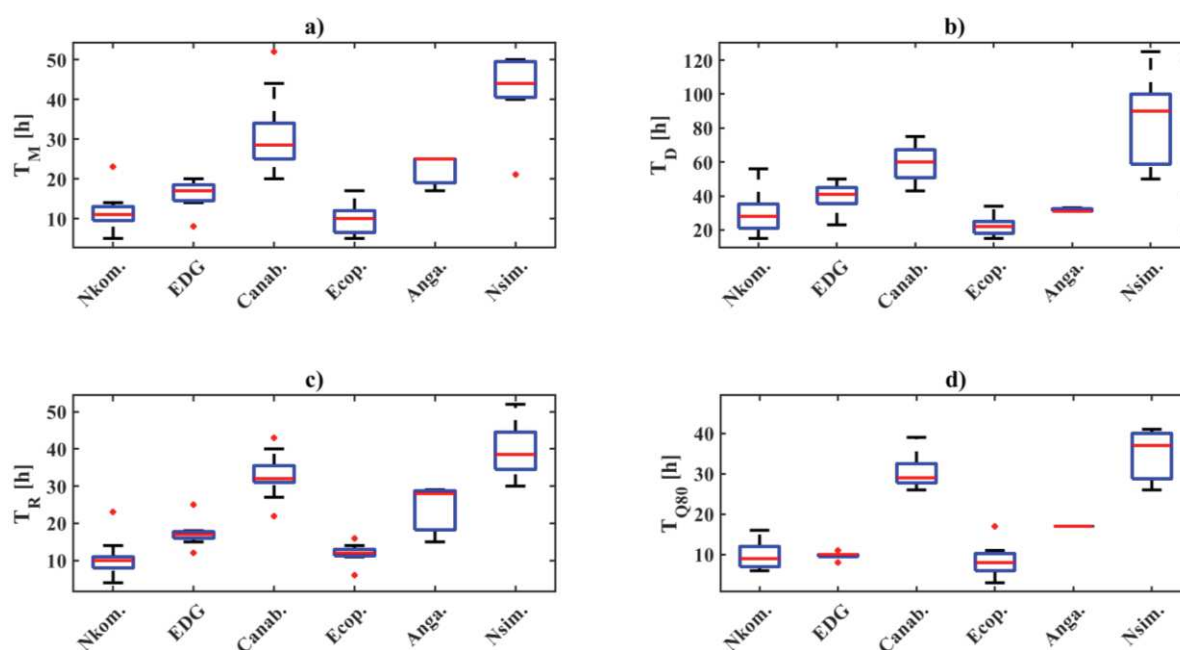 a)
T_M [h]
50
40
30
20
10
Nkom.
EDG
Canab.
Ecop.
Anga.
Nsim.
b)
T_D [h]
120
100
80
60
40
20
Nkom.
EDG
Canab.
Ecop.
Anga.
Nsim.
c)
T_R [h]
50
40
30
20
10
Nkom.
EDG
Canab.
Ecop.
Anga.
Nsim.
d)
T_Q80 [h]
40
30
20
10
Nkom.
EDG
Canab.
Ecop.
Anga.
Nsim.